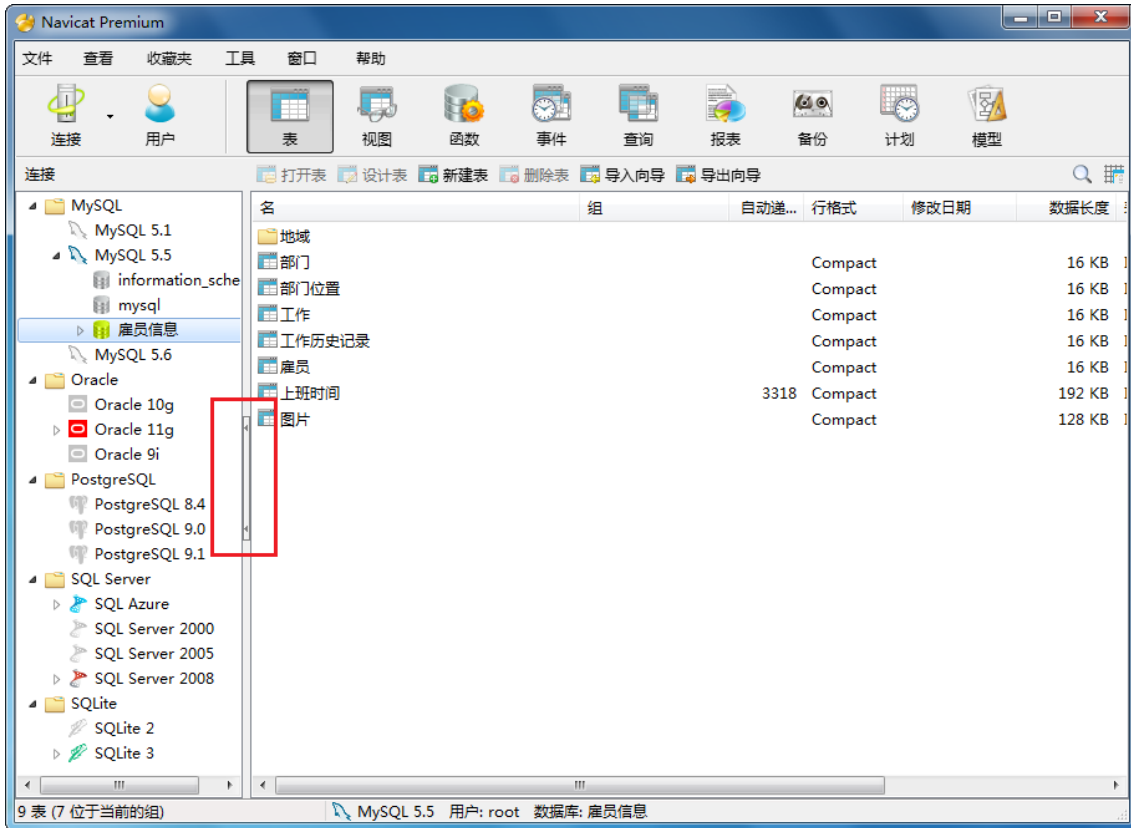 Navicat Premium
文件 查看 收藏夹 工具 窗口 帮助
连接 用户 表 视图 函数 事件 查询 报表 备份 计划 模型
连接 打开表 设计表 新建表 删除表 导入向导 导出向导
MySQL
MySQL 5.1
MySQL 5.5
information_sche
mysql
雇员信息
MySQL 5.6
Oracle
Oracle 10g
Oracle 11g
Oracle 9i
PostgreSQL
PostgreSQL 8.4
PostgreSQL 9.0
PostgreSQL 9.1
SQL Server
SQL Azure
SQL Server 2000
SQL Server 2005
SQL Server 2008
SQLite
SQLite 2
SQLite 3
名 组 自动递... 行格式 修改日期 数据长度
地域
部门 Compact 16 KB
部门位置 Compact 16 KB
工作 Compact 16 KB
工作历史记录 Compact 16 KB
雇员 Compact 16 KB
上班时间 3318 Compact 192 KB
图片 Compact 128 KB
9 表 (7 位于当前的组) MySQL 5.5 用户: root 数据库: 雇员信息